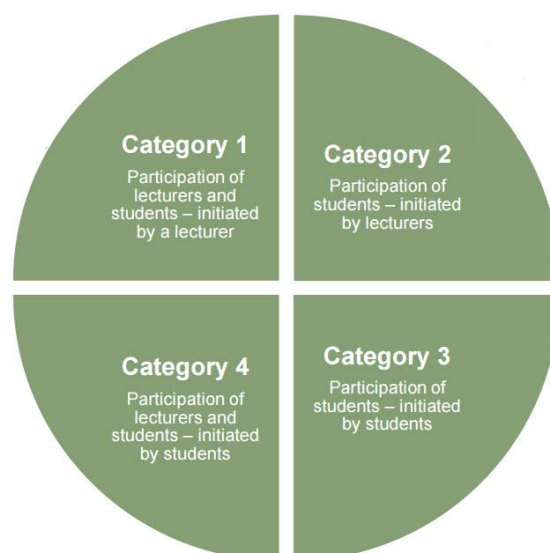 Category 1
Participation of
lecturers and
students – initiated
by a lecturer
Category 2
Participation of
students – initiated
by lecturers
Category 4
Participation of
lecturers and
students – initiated
by students
Category 3
Participation of
students – initiated
by students